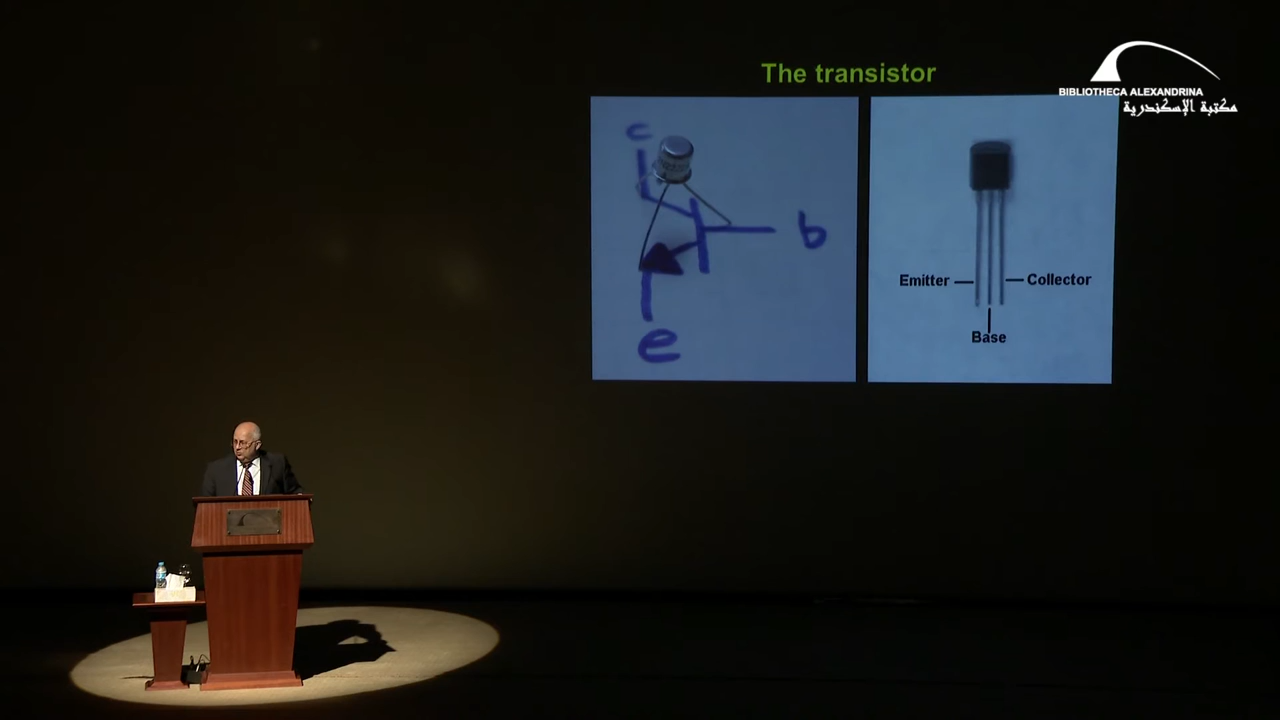 The transistor
BIBLIOTHECA ALEXANDRINA
مكتبة الإسكندرية
c
b
e
Emitter
Collector
Base